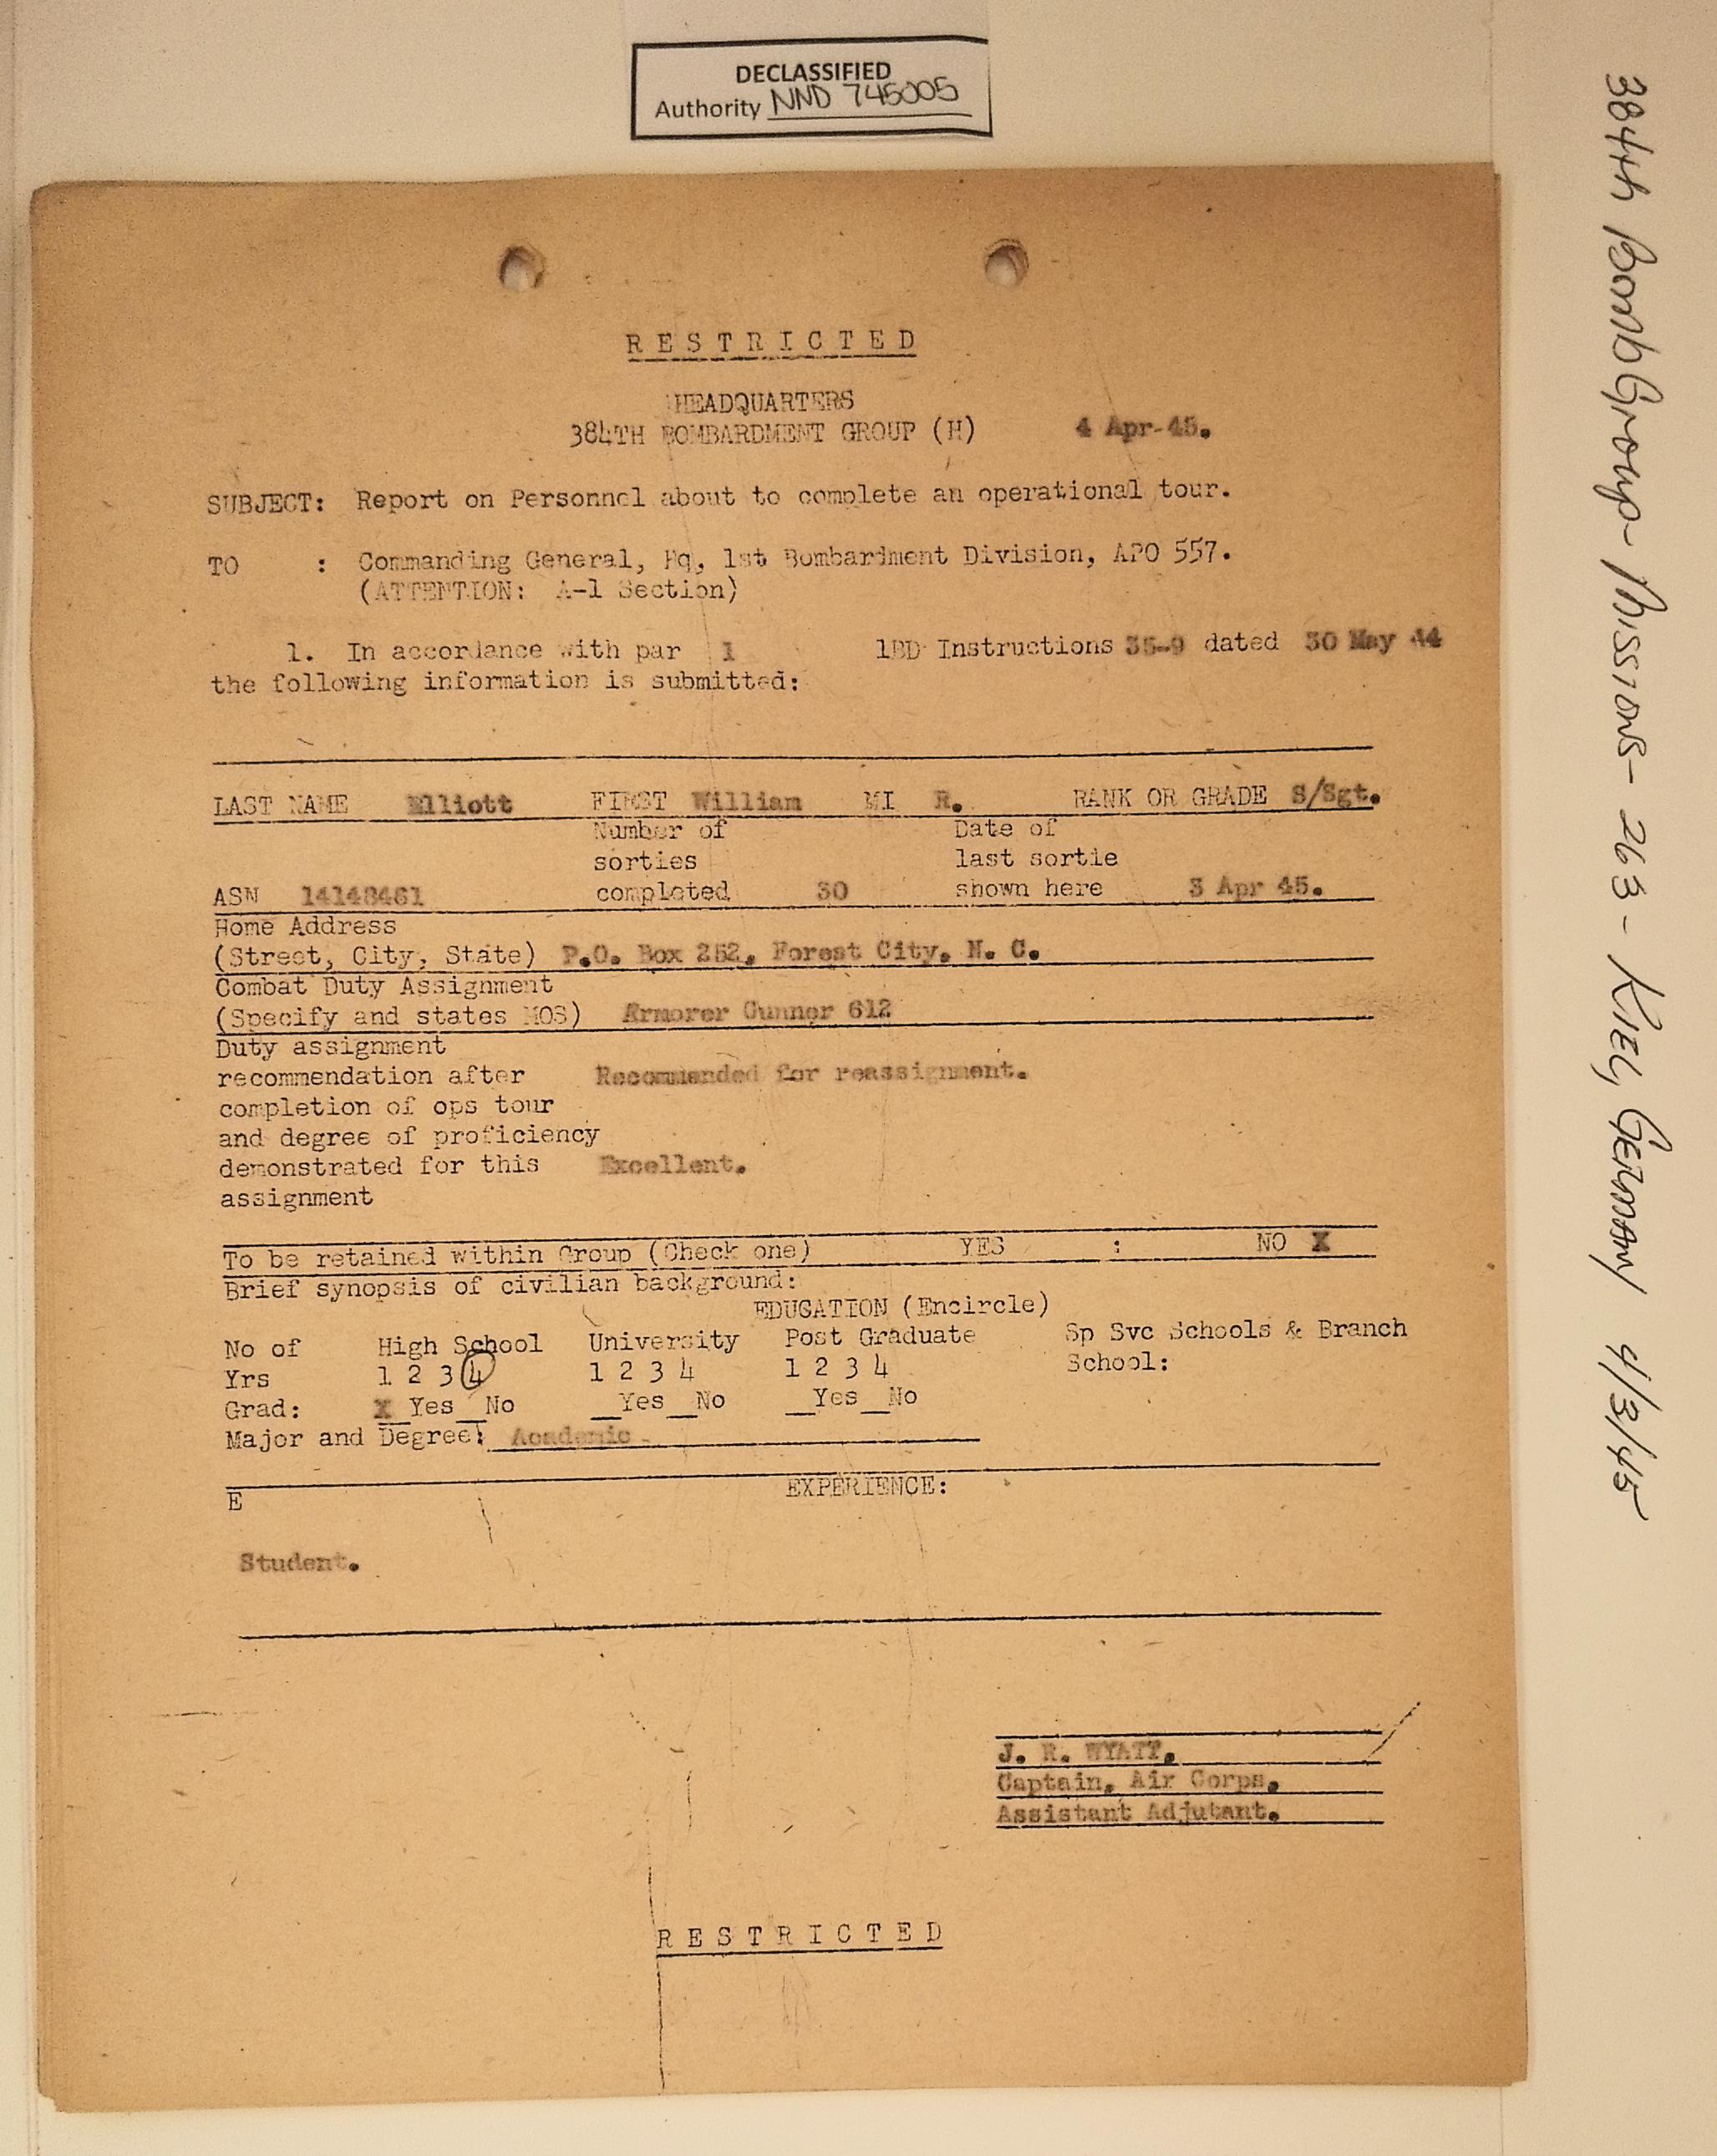 DECLASSIFIED
Authority NND 745005
R E S T R I C T E D
HEADQUARTERS
384TH BOMBARDMENT GROUP (H) 4 Apr 45.
SUBJECT: Report on Personnel about to complete an operational tour.
TO : Commanding General, Hq, 1st Bombardment Division, APO 557.
(ATTENTION: A-1 Section)
1. In accordance with par 1 1BD Instructions 35-9 dated 30 May 44
the following information is submitted:
LAST NAME Elliott FIRST William MI R. RANK OR GRADE S/Sgt.
Number of Date of
sorties last sortie
ASN 14148461 completed 30 shown here 3 Apr 45.
Home Address
(Street, City, State) P.O. Box 252, Forest City, N. C.
Combat Duty Assignment
(Specify and states MOS) Armorer Gunner 612
Duty assignment
recommendation after Recommended for reassignment.
completion of ops tour
and degree of proficiency
demonstrated for this Excellent.
assignment
To be retained within Group (Check one) YES : NO X
Brief synopsis of civilian background:
EDUCATION (Encircle)
No of High School University Post Graduate Sp Svc Schools & Branch
Yrs 1 2 3 4 1 2 3 4 1 2 3 4 School:
Grad: X Yes __No __Yes__No __Yes__No
Major and Degree: Academic
E EXPERIENCE:
Student.
J. R. WYATT,
Captain, Air Corps,
Assistant Adjutant.
R E S T R I C T E D
384th Bomb Group - Missions - 263 - KIEL, GERMANY 4/3/45